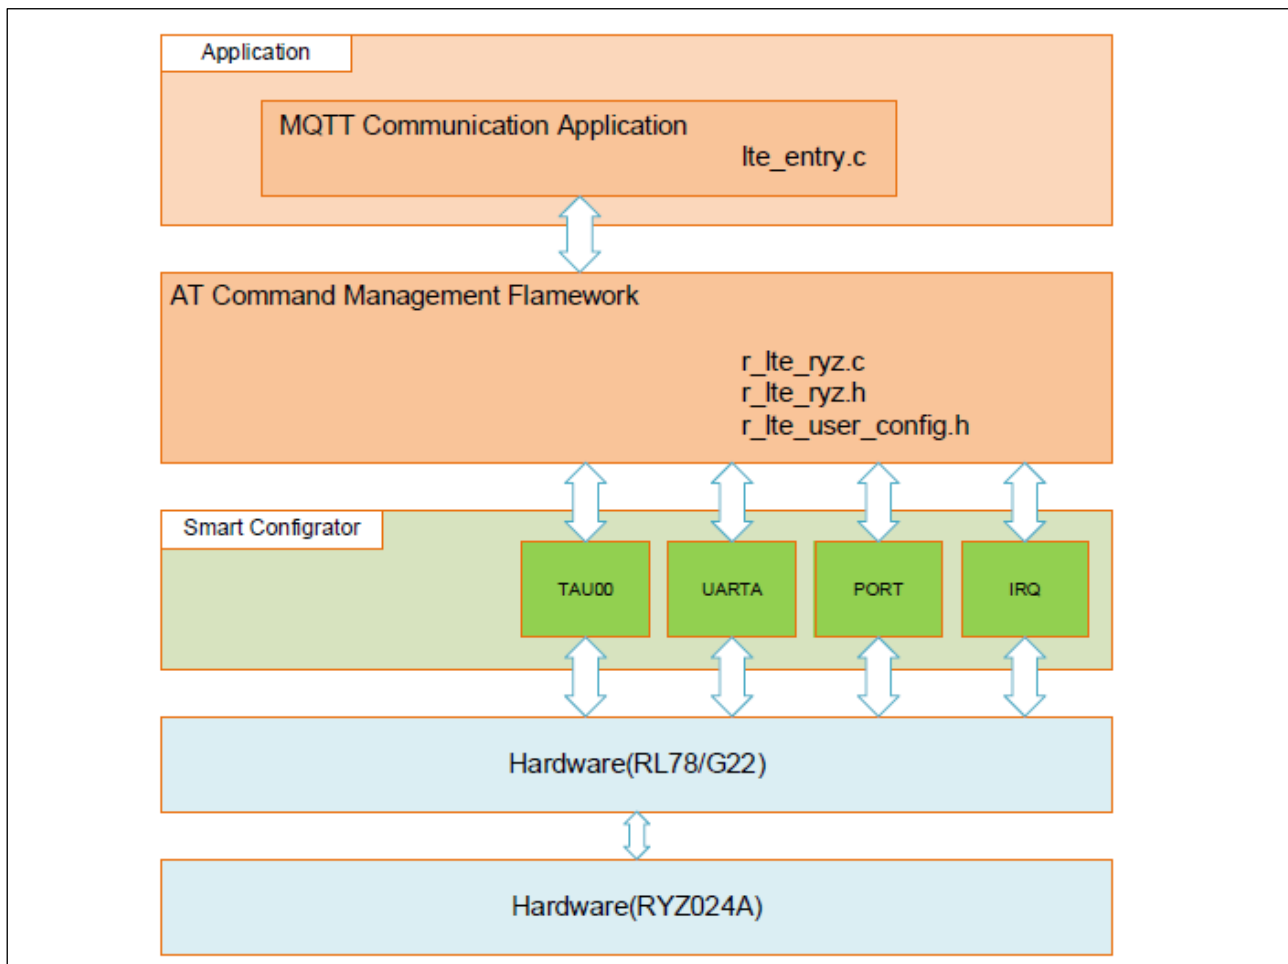 Application
MQTT Communication Application
lte_entry.c
AT Command Management Flamework
r_lte_ryz.c
r_lte_ryz.h
r_lte_user_config.h
Smart Configrator
TAU00
UARTA
PORT
IRQ
Hardware(RL78/G22)
Hardware(RYZ024A)